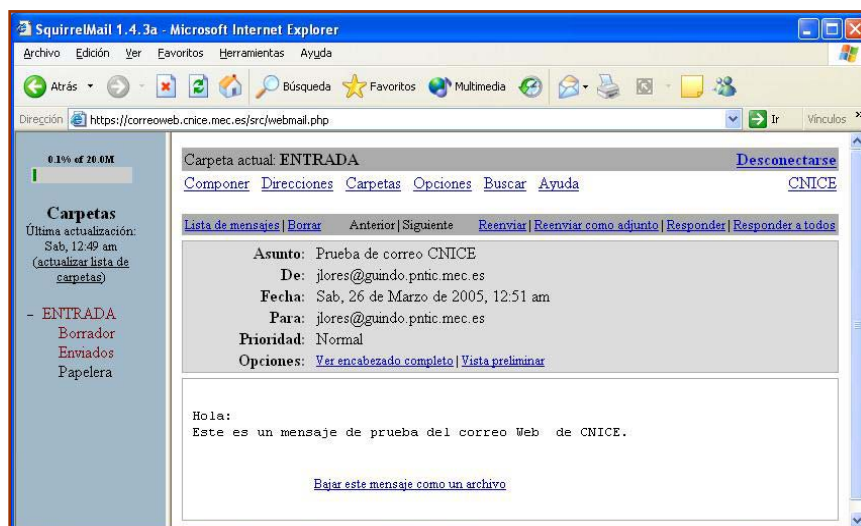 SquirrelMail 1.4.3a - Microsoft Internet Explorer
Archivo Edición Ver Favoritos Herramientas Ayuda
Atrás Búsqueda Favoritos Multimedia
Dirección https://correoweb.cnice.mec.es/src/webmail.php Ir Vínculos »
0.1% of 20.0M
Carpetas
Última actualización:
Sab, 12:49 am
(actualizar lista de
carpetas)
- ENTRADA
Borrador
Enviados
Papelera
Carpeta actual: ENTRADA Desconectarse
Componer Direcciones Carpetas Opciones Buscar Ayuda CNICE
Lista de mensajes | Borrar Anterior | Siguiente Reenviar | Reenviar como adjunto | Responder | Responder a todos
Asunto: Prueba de correo CNICE
De: jlores@guindo.pntic.mec.es
Fecha: Sab, 26 de Marzo de 2005, 12:51 am
Para: jlores@guindo.pntic.mec.es
Prioridad: Normal
Opciones: Ver encabezado completo | Vista preliminar
Hola:
Este es un mensaje de prueba del correo Web de CNICE.
Bajar este mensaje como un archivo